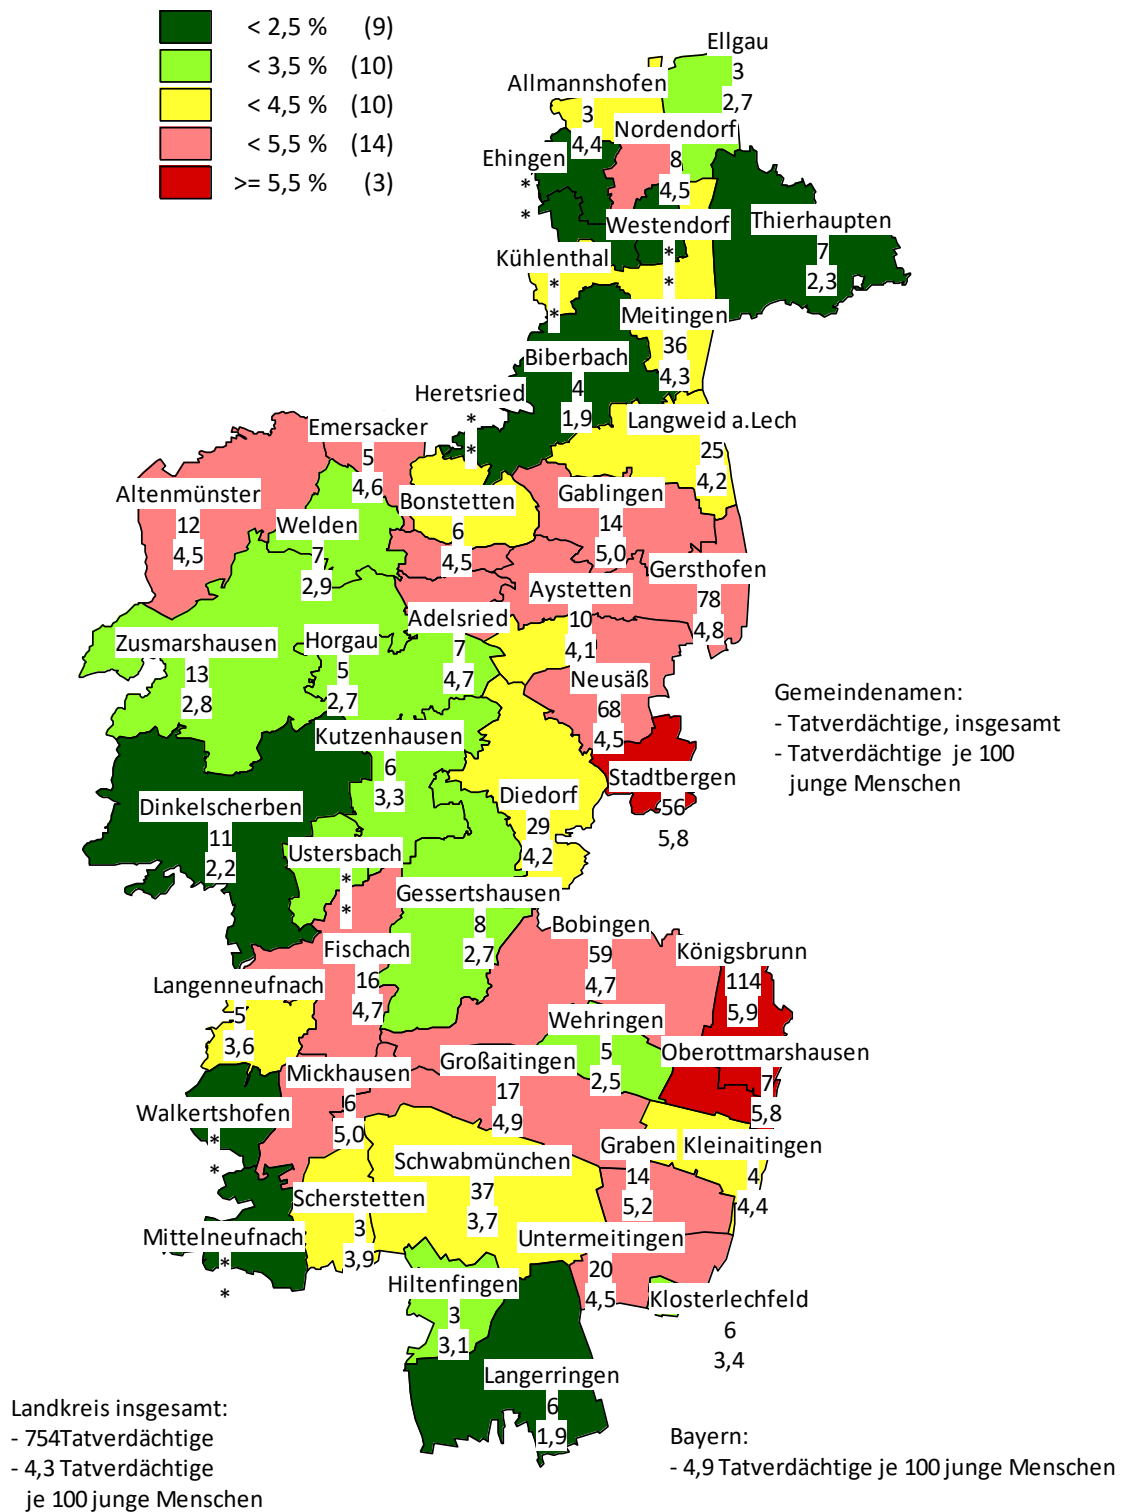 < 2,5 % (9)
< 3,5 % (10)
< 4,5 % (10)
< 5,5 % (14)
>= 5,5 % (3)
Ellgau
3
2,7
Allmannshofen
3
4,4
Nordendorf
8
4,5
Ehingen
*
*
Westendorf
*
*
Thierhaupten
7
2,3
Kühlenthal
*
*
Meitingen
36
4,3
Biberbach
4
1,9
Heretsried
*
*
Langweid a.Lech
25
4,2
Emersacker
5
4,6
Altenmünster
12
4,5
Welden
7
2,9
Bonstetten
6
4,5
Gablingen
14
5,0
Gersthofen
78
4,8
Aystetten
10
4,1
Adelsried
7
4,7
Zusmarshausen
13
2,8
Horgau
5
2,7
Neusäß
68
4,5
Gemeindenamen:
- Tatverdächtige, insgesamt
- Tatverdächtige je 100
junge Menschen
Kutzenhausen
6
3,3
Stadtbergen
56
5,8
Dinkelscherben
11
2,2
Diedorf
29
4,2
Ustersbach
*
*
Gessertshausen
8
2,7
Bobingen
59
4,7
Königsbrunn
114
5,9
Fischach
16
4,7
Langenneufnach
5
3,6
Wehringen
5
2,5
Oberottmarshausen
7
5,8
Großaitingen
17
4,9
Mickhausen
6
5,0
Walkertshofen
*
*
Graben
14
5,2
Kleinaitingen
4
4,4
Schwabmünchen
37
3,7
Scherstetten
3
3,9
Mittelneufnach
*
*
Untermeitingen
20
4,5
Hiltenfingen
3
3,1
Klosterlechfeld
6
3,4
Langerringen
6
1,9
Landkreis insgesamt:
- 754Tatverdächtige
- 4,3 Tatverdächtige
je 100 junge Menschen
Bayern:
- 4,9 Tatverdächtige je 100 junge Menschen